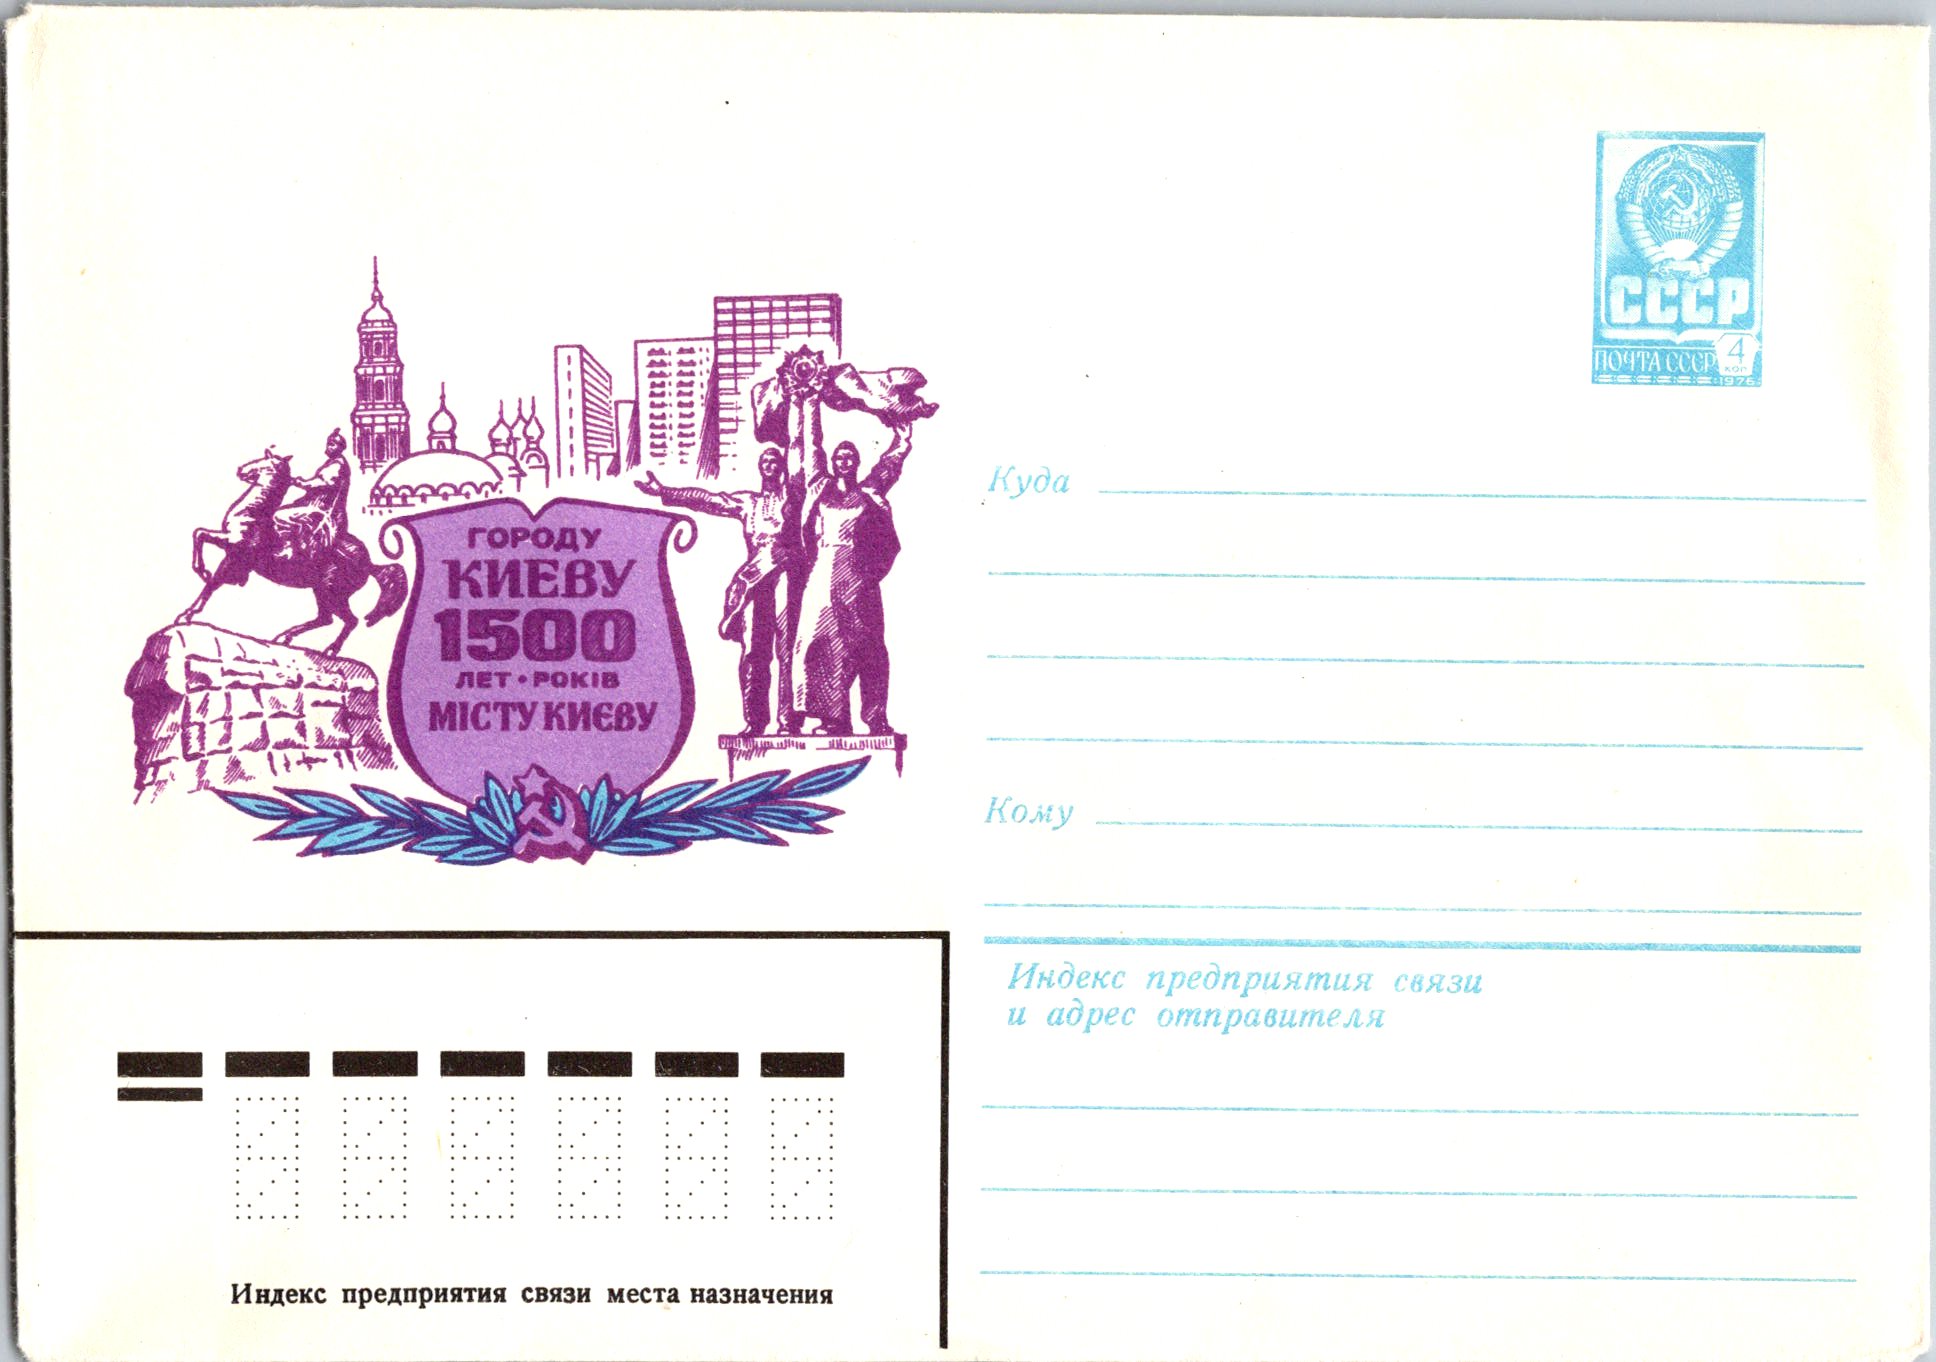 СССР
ПОЧТА СССР
4
КОП
1976
ГОРОДУ
КИЕВУ
1500
ЛЕТ • РОКІВ
МІСТУ КИЄВУ
Куда
Кому
Индекс предприятия связи
и адрес отправителя
Индекс предприятия связи места назначения